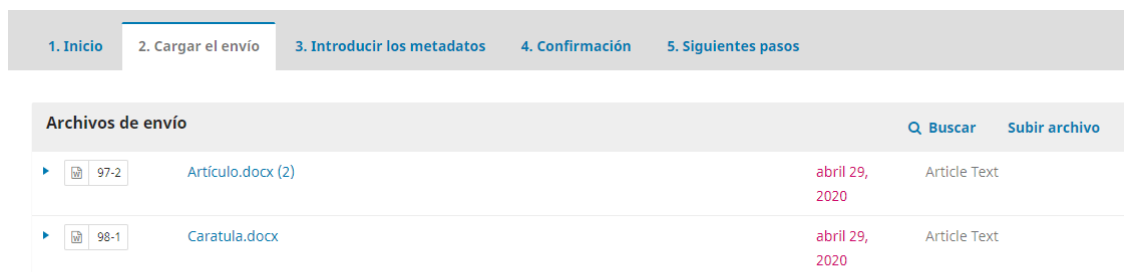 1. Inicio 2. Cargar el envío 3. Introducir los metadatos 4. Confirmación 5. Siguientes pasos
Archivos de envío Buscar Subir archivo
97-2 Artículo.docx (2) abril 29, Article Text
2020
98-1 Caratula.docx abril 29, Article Text
2020